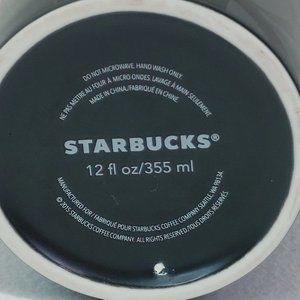 DO NOT MICROWAVE, HAND WASH ONLY
NE PAS METTRE AU FOUR À MICRO-ONDES. LAVAGE À MAIN SEULEMENT
MADE IN CHINA/FABRIQUÉ EN CHINE
STARBUCKS®
12 fl oz/355 ml
MANUFACTURED FOR/FABRIQUÉ POUR STARBUCKS COFFEE COMPANY, SEATTLE, WA 98134
© 2015 STARBUCKS COFFEE COMPANY. ALL RIGHTS RESERVED./TOUS DROITS RÉSERVÉS.